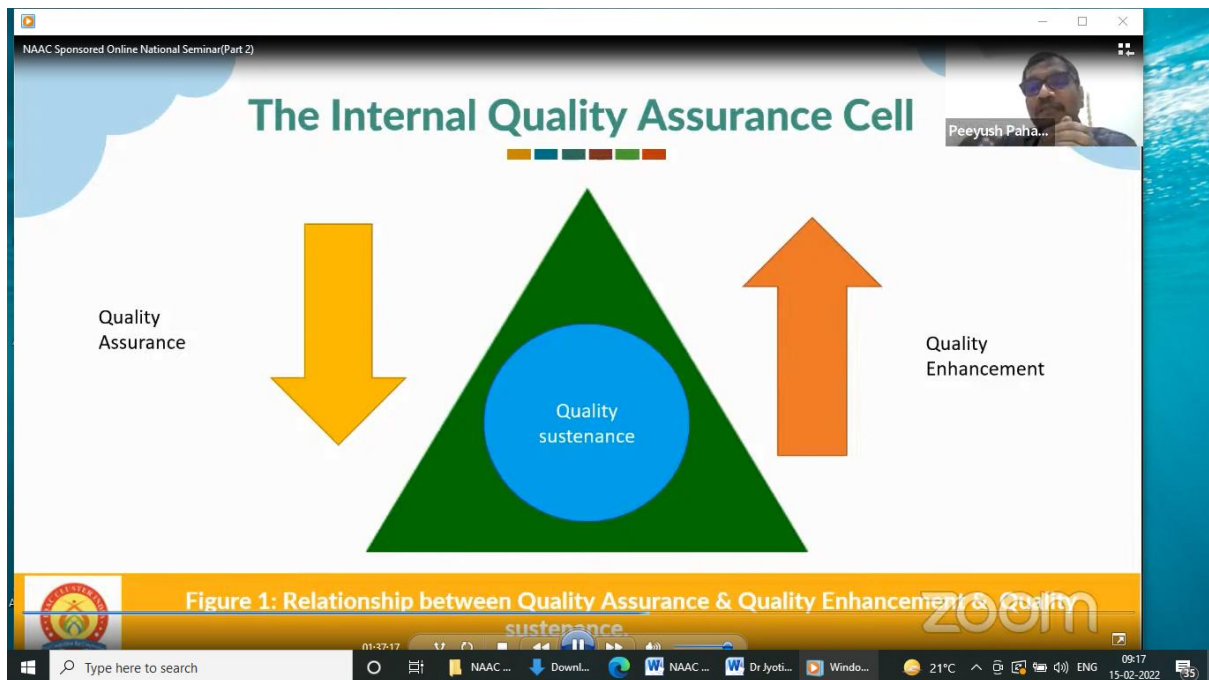 NAAC Sponsored Online National Seminar(Part 2)
The Internal Quality Assurance Cell
Peeyush Paha...
Quality
Assurance
Quality
sustenance
Quality
Enhancement
Figure 1: Relationship between Quality Assurance & Quality Enhancement & Quality
sustenance.
zoom
01:37:17
Type here to search
NAAC ...
Downl...
NAAC ...
Dr Jyoti...
Windo...
21°C
ENG
09:17
15-02-2022
35